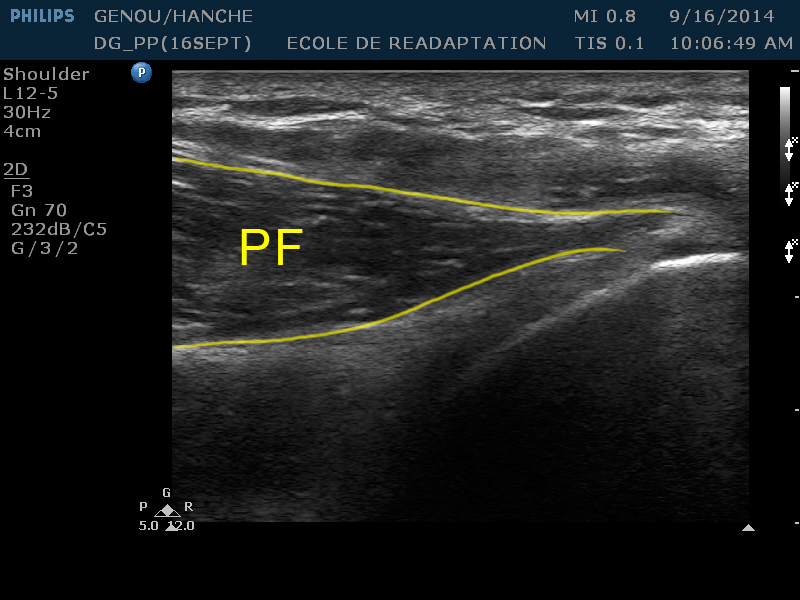 PHILIPS GENOU/HANCHE MI 0.8 9/16/2014
DG_PP(16SEPT) ECOLE DE READAPTATION TIS 0.1 10:06:49 AM
Shoulder
L12-5
30Hz
4cm
2D
F3
Gn 70
232dB/C5
G/3/2
P
PF
G
P R
5.0 12.0